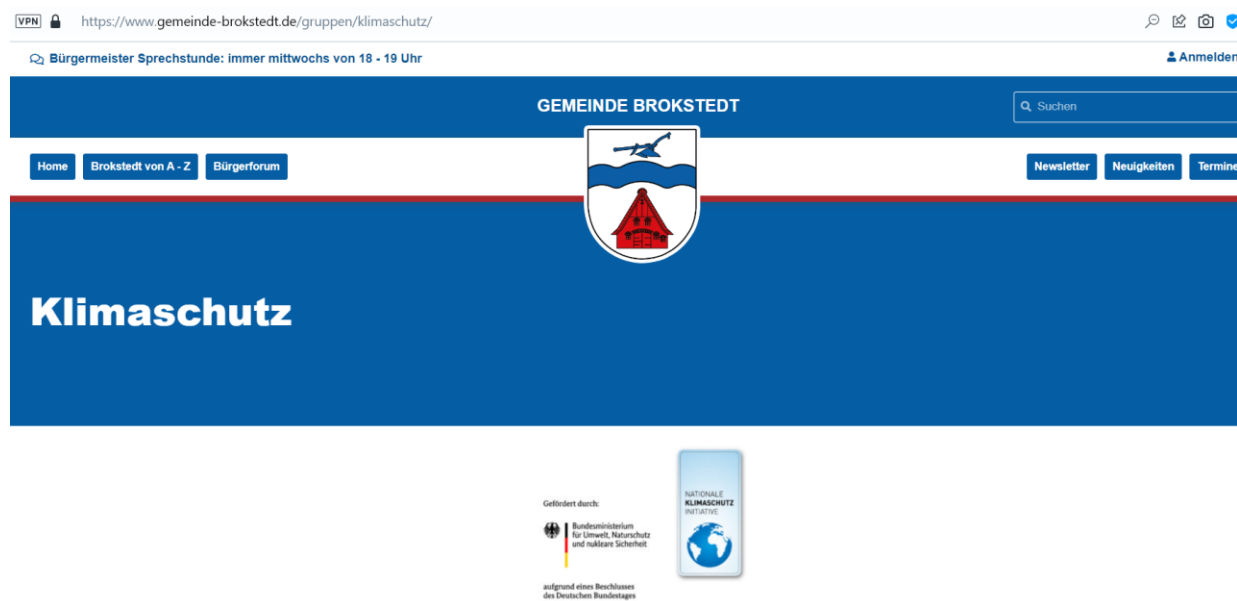 VPN https://www.gemeinde-brokstedt.de/gruppen/klimaschutz/
Bürgermeister Sprechstunde: immer mittwochs von 18 - 19 Uhr Anmelden
GEMEINDE BROKSTEDT Suchen
Home Brokstedt von A - Z Bürgerforum Newsletter Neuigkeiten Termine
Klimaschutz
NATIONALE
KLIMASCHUTZ
INITIATIVE
Gefördert durch:
Bundesministerium
für Umwelt, Naturschutz
und nukleare Sicherheit
aufgrund eines Beschlusses
des Deutschen Bundestages